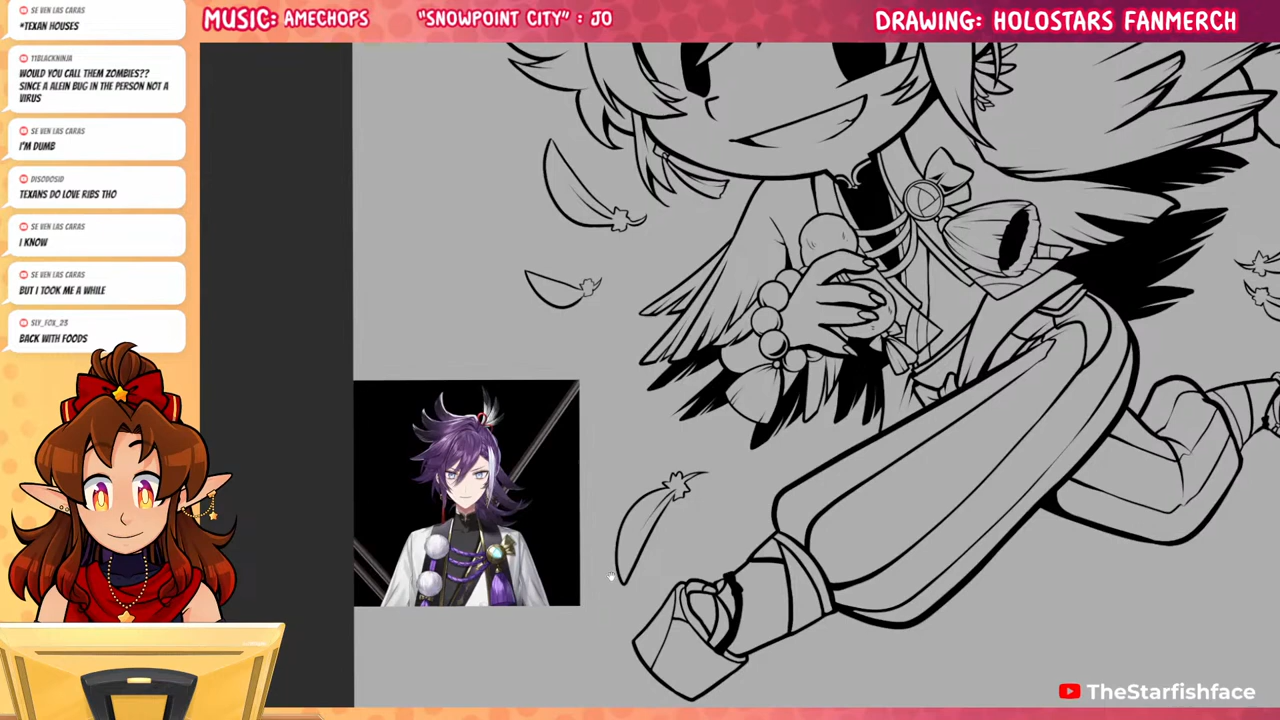 SE VEN LAS CARAS
*TEXAN HOUSES
11BLACKNINJA
WOULD YOU CALL THEM ZOMBIES??
SINCE A ALEIN BUG IN THE PERSON NOT A
VIRUS
SE VEN LAS CARAS
I'M DUMB
DISODOSID
TEXANS DO LOVE RIBS THO
SE VEN LAS CARAS
I KNOW
SE VEN LAS CARAS
BUT I TOOK ME A WHILE
SLY_FOX_23
BACK WITH FOODS
MUSIC: AMECHOPS "SNOWPOINT CITY" : JO
DRAWING: HOLOSTARS FANMERCH
TheStarfishface